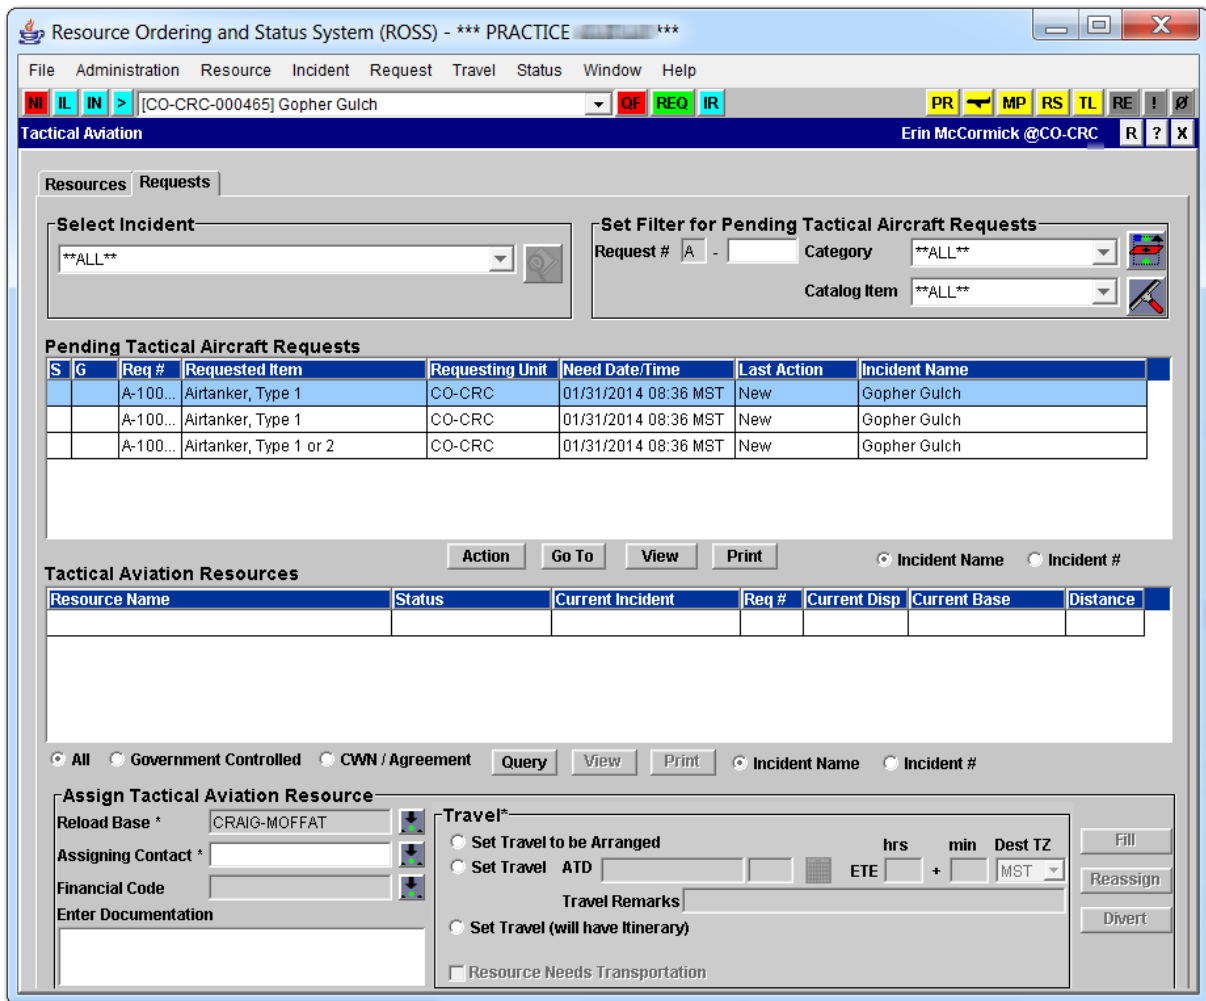 Resource Ordering and Status System (ROSS) - *** PRACTICE ***
File Administration Resource Incident Request Travel Status Window Help
NI IL IN > [CO-CRC-000465] Gopher Gulch QF REQ IR PR MP RS TL RE ! Ø
Tactical Aviation Erin McCormick @CO-CRC R ? X
Resources Requests
Select Incident
**ALL**
Set Filter for Pending Tactical Aircraft Requests
Request # A - Category **ALL**
Catalog Item **ALL**
Pending Tactical Aircraft Requests
S G Req # Requested Item Requesting Unit Need Date/Time Last Action Incident Name
A-100... Airtanker, Type 1 CO-CRC 01/31/2014 08:36 MST New Gopher Gulch
A-100... Airtanker, Type 1 CO-CRC 01/31/2014 08:36 MST New Gopher Gulch
A-100... Airtanker, Type 1 or 2 CO-CRC 01/31/2014 08:36 MST New Gopher Gulch
Action Go To View Print Incident Name Incident #
Tactical Aviation Resources
Resource Name Status Current Incident Req # Current Disp Current Base Distance
All Government Controlled CWN / Agreement Query View Print Incident Name Incident #
Assign Tactical Aviation Resource
Reload Base * CRAIG-MOFFAT
Assigning Contact *
Financial Code
Enter Documentation
Travel*
Set Travel to be Arranged hrs min Dest TZ
Set Travel ATD ETE + MST
Travel Remarks
Set Travel (will have Itinerary)
Resource Needs Transportation
Fill
Reassign
Divert